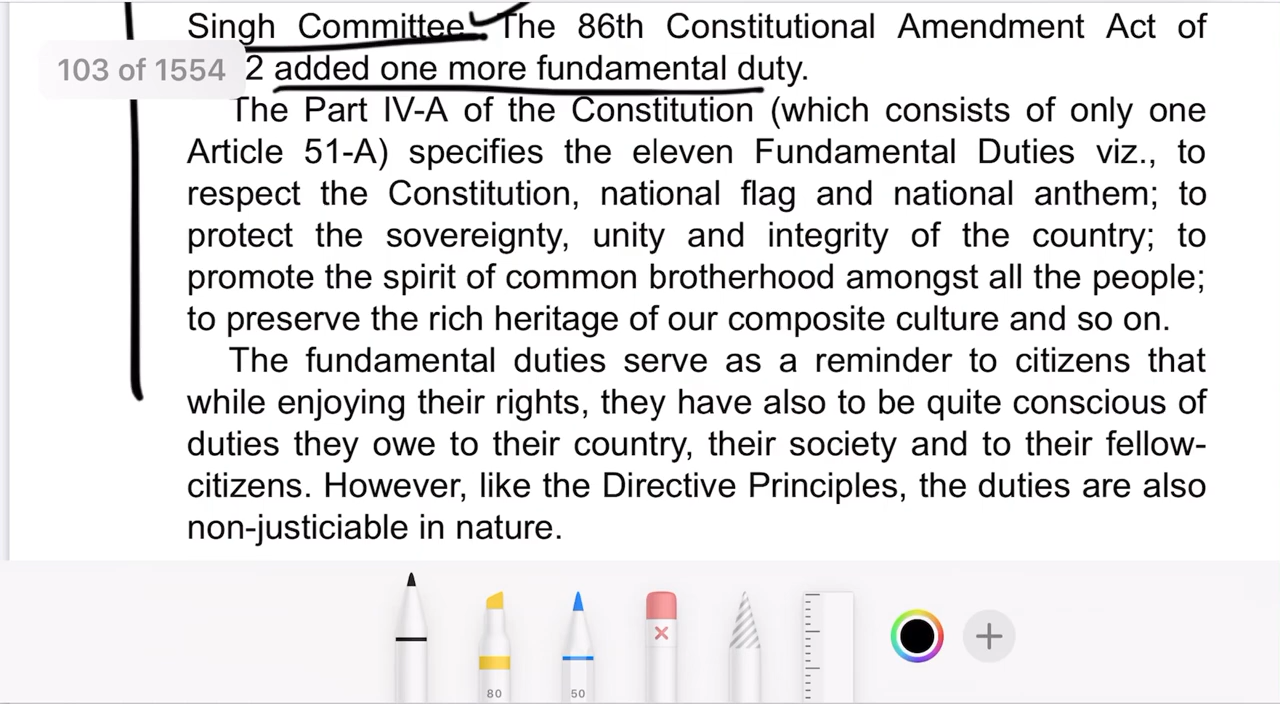 Singh Committee. The 86th Constitutional Amendment Act of
103 of 1554
2 added one more fundamental duty.
The Part IV-A of the Constitution (which consists of only one
Article 51-A) specifies the eleven Fundamental Duties viz., to
respect the Constitution, national flag and national anthem; to
protect the sovereignty, unity and integrity of the country; to
promote the spirit of common brotherhood amongst all the people;
to preserve the rich heritage of our composite culture and so on.
The fundamental duties serve as a reminder to citizens that
while enjoying their rights, they have also to be quite conscious of
duties they owe to their country, their society and to their fellow-
citizens. However, like the Directive Principles, the duties are also
non-justiciable in nature.
80
50